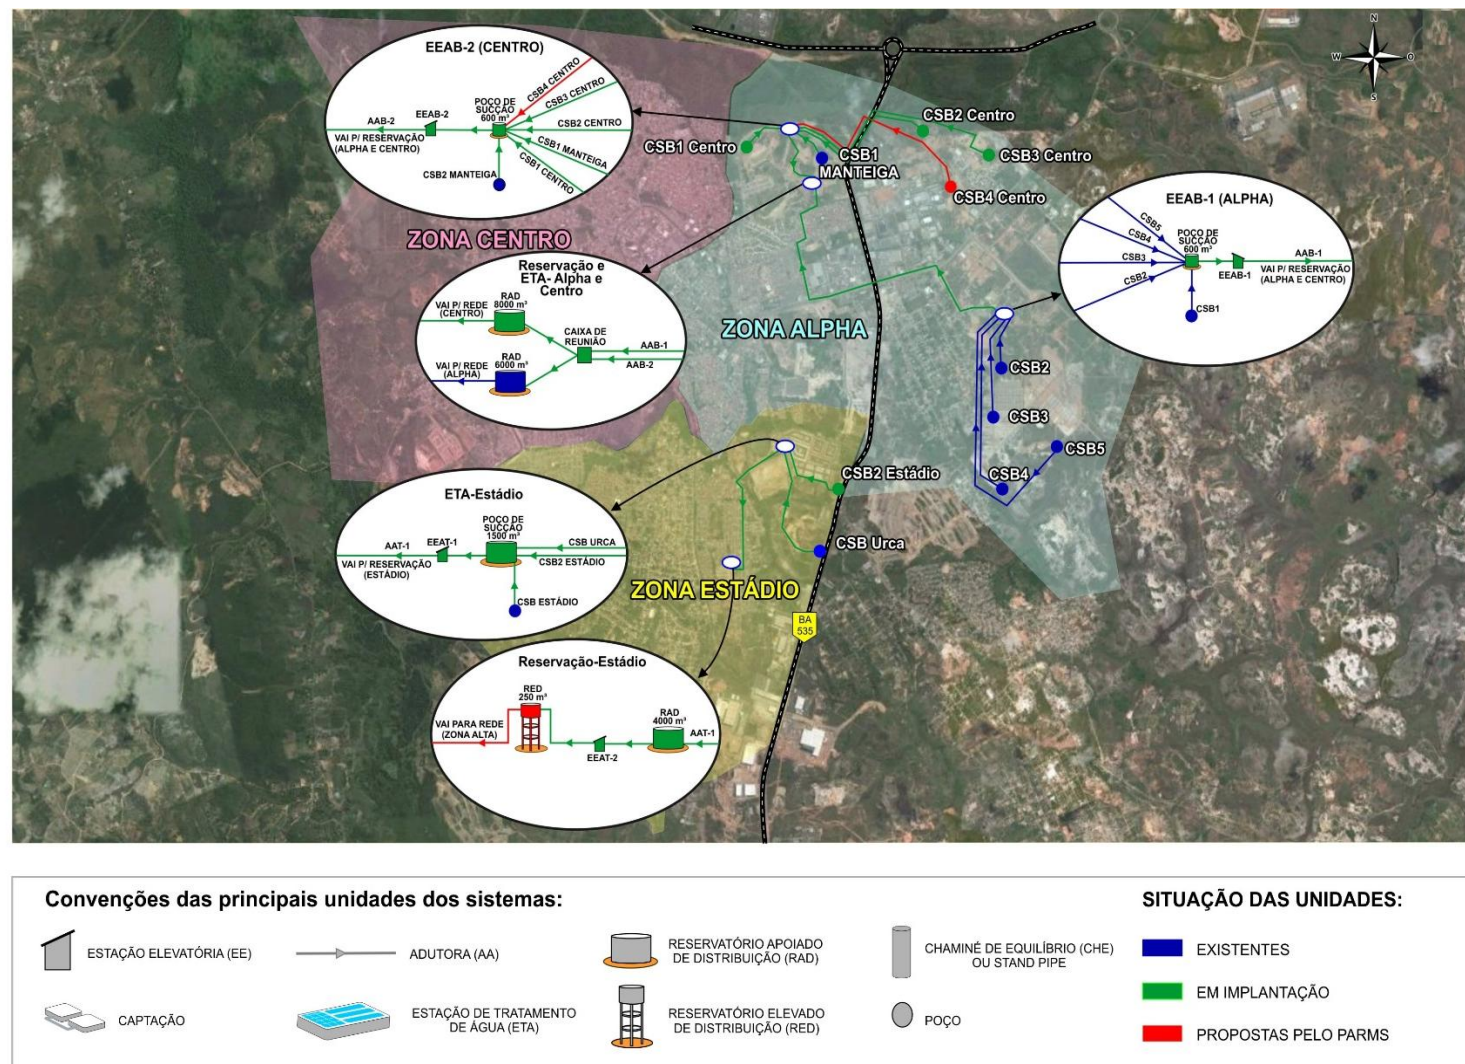 EEAB-2 (CENTRO)
CSB4 CENTRO
CSB3 CENTRO
CSB2 CENTRO
CSB1 MANTEIGA
CSB1 CENTRO
POÇO DE
SUCÇÃO
600 m³
EEAB-2
AAB-2
VAI P/ RESERVAÇÃO
(ALPHA E CENTRO)
CSB2 MANTEIGA
N
W
O
S
CSB1 Centro
CSB1
MANTEIGA
CSB2 Centro
CSB3 Centro
CSB4 Centro
EEAB-1 (ALPHA)
CSB5
CSB4
CSB3
CSB2
POÇO DE
SUCÇÃO
600 m³
EEAB-1
AAB-1
VAI P/ RESERVAÇÃO
(ALPHA E CENTRO)
CSB1
ZONA CENTRO
Reservação e
ETA- Alpha e
Centro
VAI P/ REDE
(CENTRO)
RAD
8000 m³
CAIXA DE
REUNIÃO
AAB-1
AAB-2
VAI P/ REDE
(ALPHA)
RAD
6000 m³
ZONA ALPHA
CSB2
CSB3
CSB5
CSB4
CSB2 Estádio
CSB Urca
ETA-Estádio
POÇO DE
SUCÇÃO
1500 m³
EEAT-1
AAT-1
VAI P/ RESERVAÇÃO
(ESTÁDIO)
CSB URCA
CSB2 ESTÁDIO
CSB ESTÁDIO
ZONA ESTÁDIO
BA
535
Reservação-Estádio
RED
250 m³
VAI PARA REDE
(ZONA ALTA)
EEAT-2
RAD
4000 m³
AAT-1
Convenções das principais unidades dos sistemas:
ESTAÇÃO ELEVATÓRIA (EE)
ADUTORA (AA)
RESERVATÓRIO APOIADO
DE DISTRIBUIÇÃO (RAD)
CHAMINÉ DE EQUILÍBRIO (CHE)
OU STAND PIPE
CAPTAÇÃO
ESTAÇÃO DE TRATAMENTO
DE ÁGUA (ETA)
RESERVATÓRIO ELEVADO
DE DISTRIBUIÇÃO (RED)
POÇO
SITUAÇÃO DAS UNIDADES:
EXISTENTES
EM IMPLANTAÇÃO
PROPOSTAS PELO PARMS